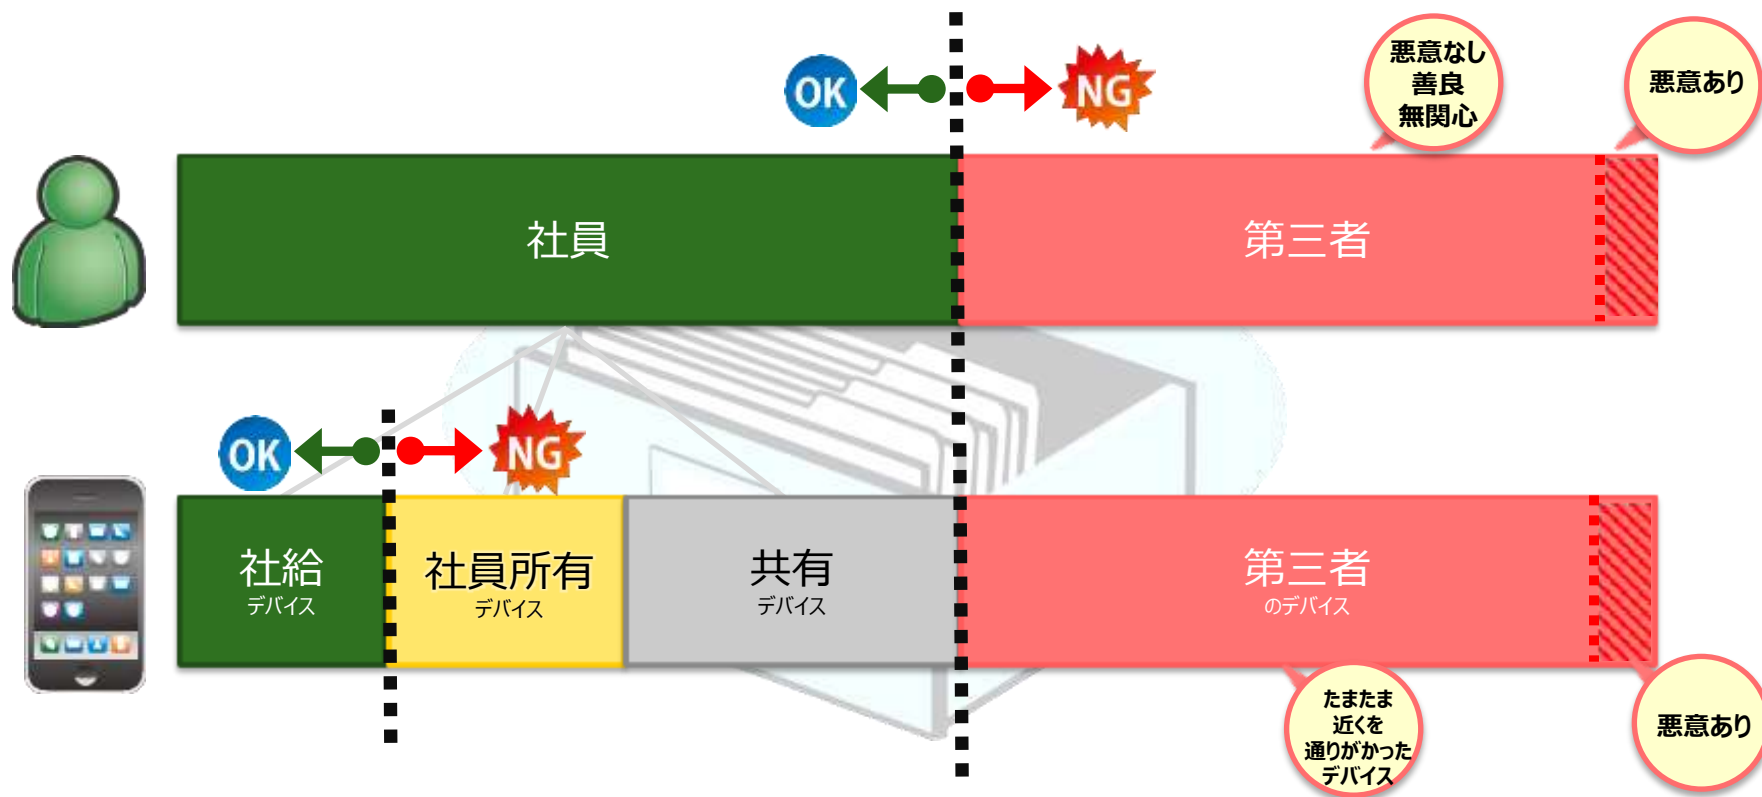 OK
NG
悪意なし
善良
無関心
悪意あり
社員
第三者
OK
NG
社給
デバイス
社員所有
デバイス
共有
デバイス
第三者
のデバイス
たまたま
近くを
通りがかった
デバイス
悪意あり